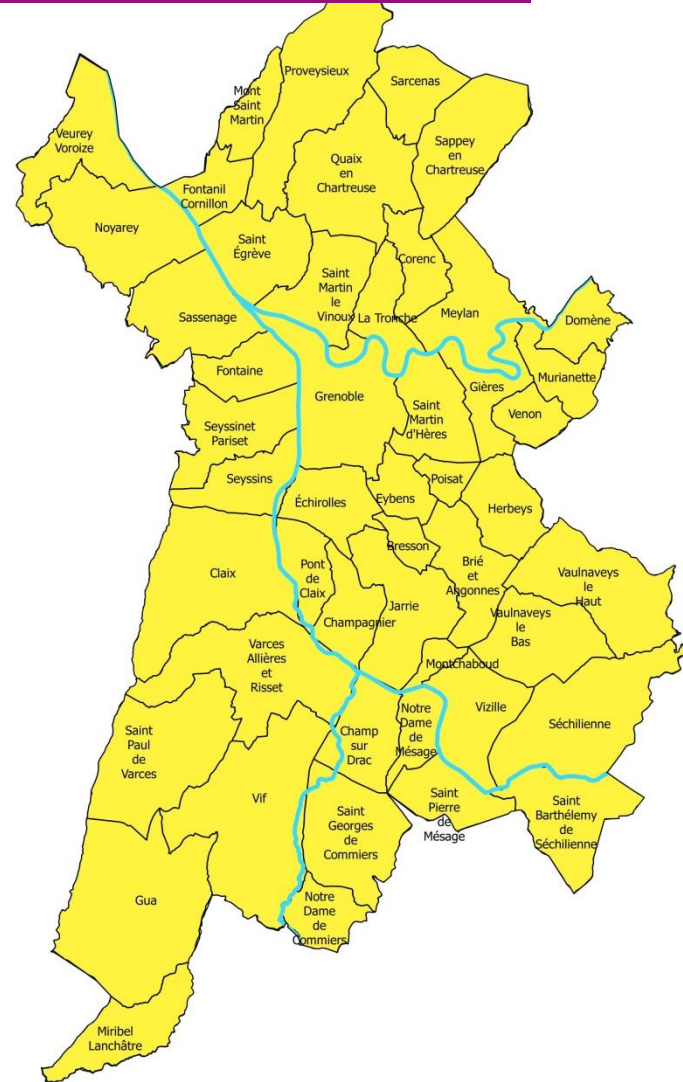 Proveysieux
Sarcenas
Mont
Saint
Martin
Veurey
Voroize
Sappey
en
Chartreuse
Quaix
en
Chartreuse
Fontanil
Cornillon
Noyarey
Saint
Égrève
Corenc
Saint
Martin
le
Vinoux
La Tronche
Meylan
Sassenage
Domène
Fontaine
Murianette
Gières
Grenoble
Saint
Martin
d'Hères
Venon
Seyssinet
Pariset
Seyssins
Poisat
Eybens
Échirolles
Herbeys
Bresson
Claix
Pont
de
Claix
Brié
et
Angonnes
Vaulnaveys
le
Haut
Jarrie
Champagnier
Vaulnaveys
le
Bas
Varces
Allières
et
Risset
Montchaboud
Notre
Dame
de
Mésage
Vizille
Séchilienne
Saint
Paul
de
Varces
Champ
sur
Drac
Vif
Saint
Pierre
de
Mésage
Saint
Barthélemy
de
Séchilienne
Saint
Georges
de
Commiers
Gua
Notre
Dame
de
Commiers
Miribel
Lanchâtre